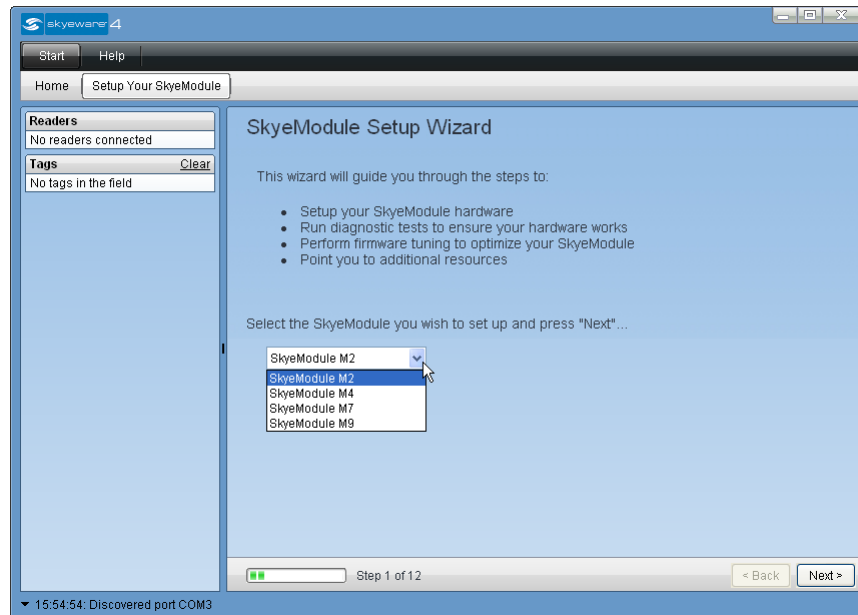 skyeware 4
Start Help
Home Setup Your SkyeModule
Readers
No readers connected
Tags Clear
No tags in the field
SkyeModule Setup Wizard
This wizard will guide you through the steps to:
• Setup your SkyeModule hardware
• Run diagnostic tests to ensure your hardware works
• Perform firmware tuning to optimize your SkyeModule
• Point you to additional resources
Select the SkyeModule you wish to set up and press "Next"...
SkyeModule M2
SkyeModule M2
SkyeModule M4
SkyeModule M7
SkyeModule M9
Step 1 of 12
< Back Next >
15:54:54: Discovered port COM3